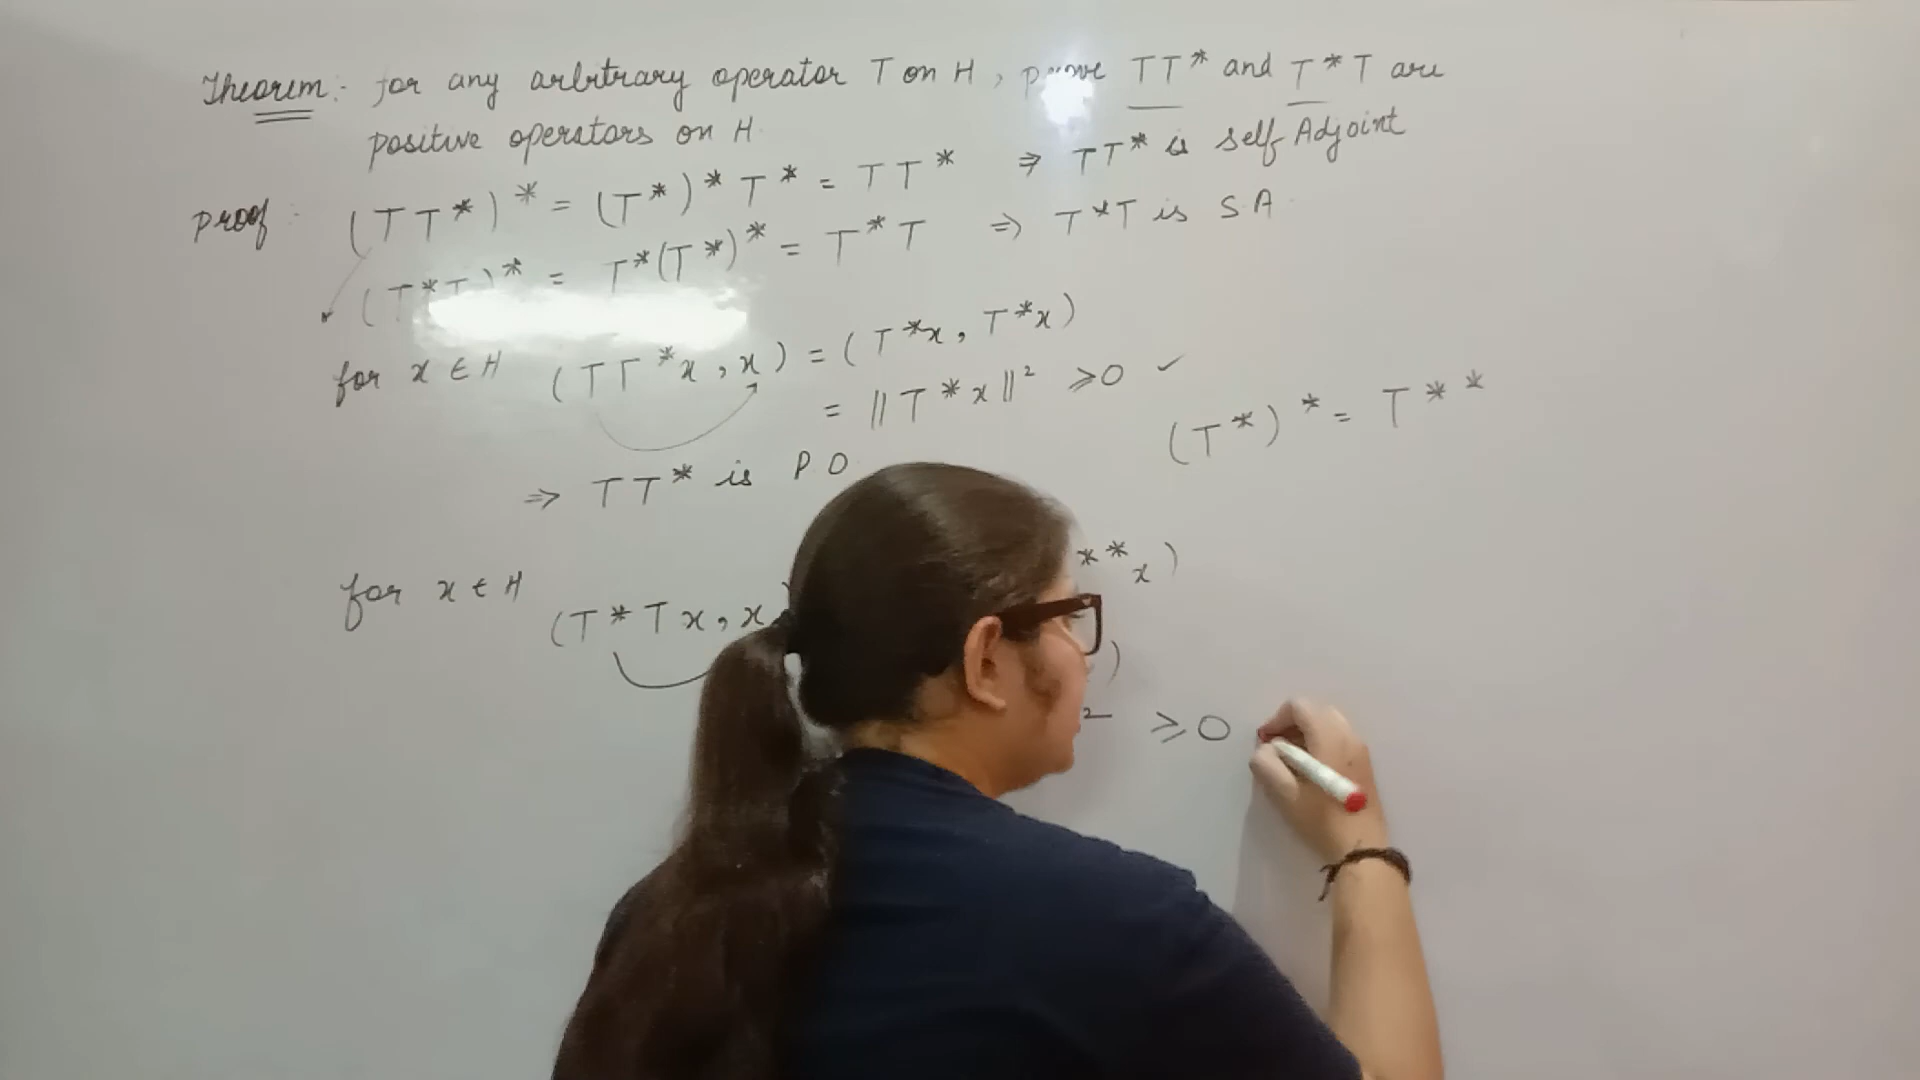 Theorem:- for any arbitrary operator T on H, prove TT* and T*T are
positive operators on H.
Proof: (TT*)* = (T*)* T* = TT* ⇒ TT* is self Adjoint
(T*T)* = T*(T*)* = T*T ⇒ T*T is S A
for x ∈ H (TT*x, x) = (T*x, T*x)
= ||T*x||² ≥0 ✓
(T*)* = T**
⇒ TT* is P.O
for x ∈ H (T*Tx, x
**x)
)
² ≥0